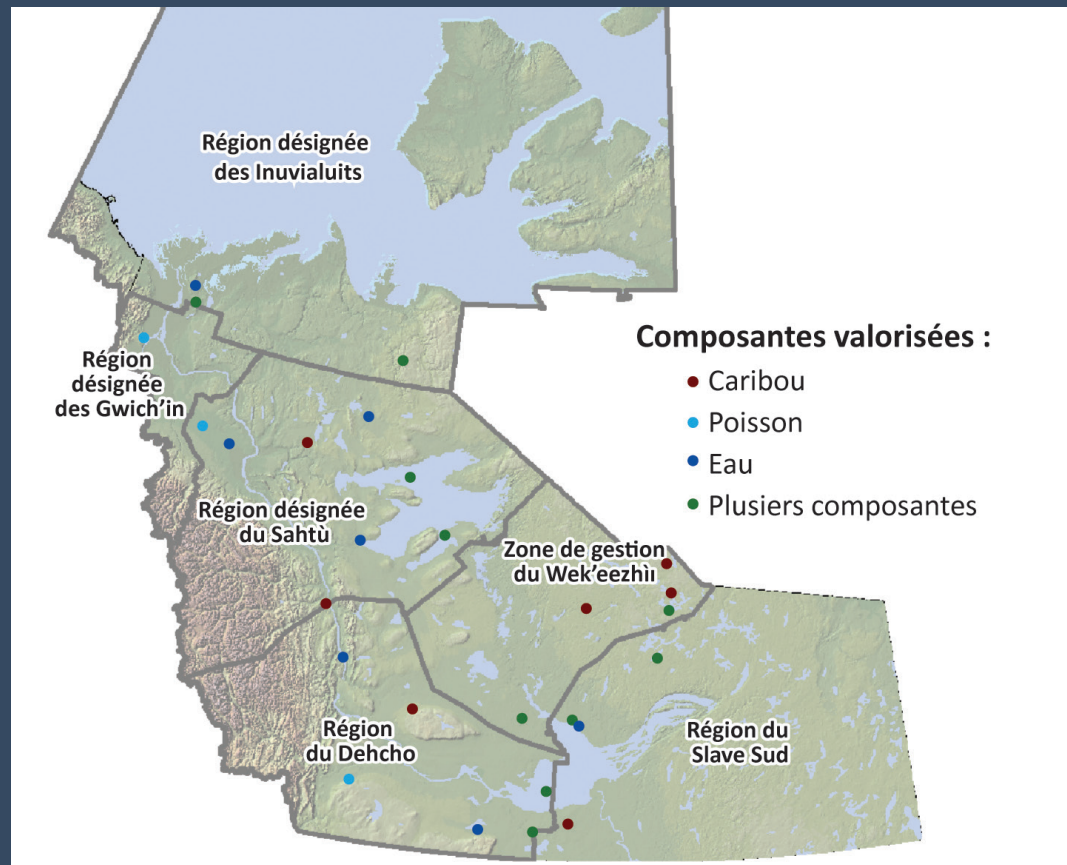 Région désignée
des Inuvialuits
Composantes valorisées :
Caribou
Poisson
Eau
Plusiers composantes
Région
désignée
des Gwich'in
Région désignée
du Sahtù
Zone de gestion
du Wek'eezhìı
Région
du Dehcho
Région du
Slave Sud